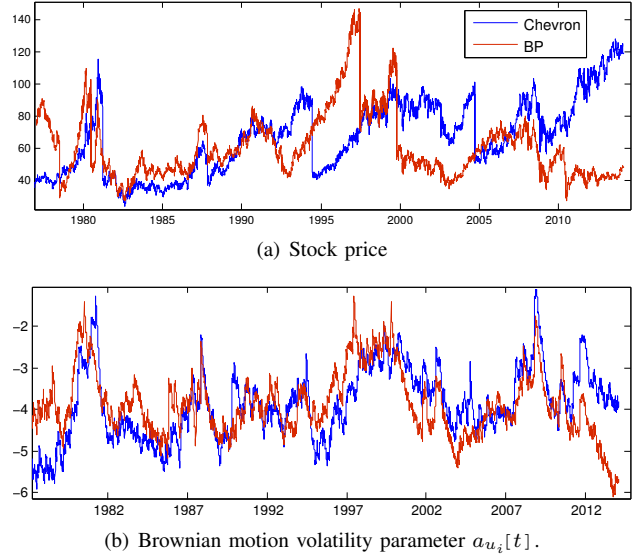 140
120
100
80
60
40
Chevron
BP
1980 1985 1990 1995 2000 2005 2010
(a) Stock price
−2
−3
−4
−5
−6
1982 1987 1992 1997 2002 2007 2012
(b) Brownian motion volatility parameter a_{u_i}[t].